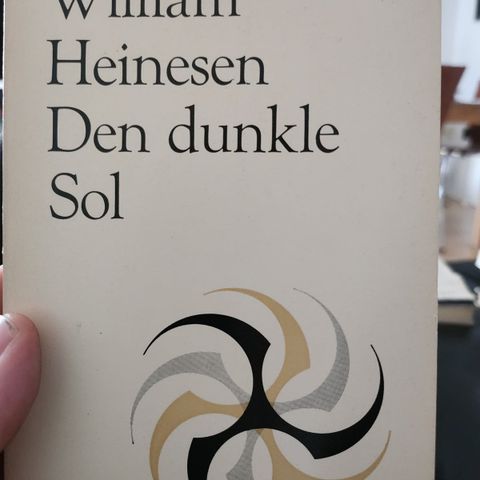 William
Heinesen
Den dunkle
Sol